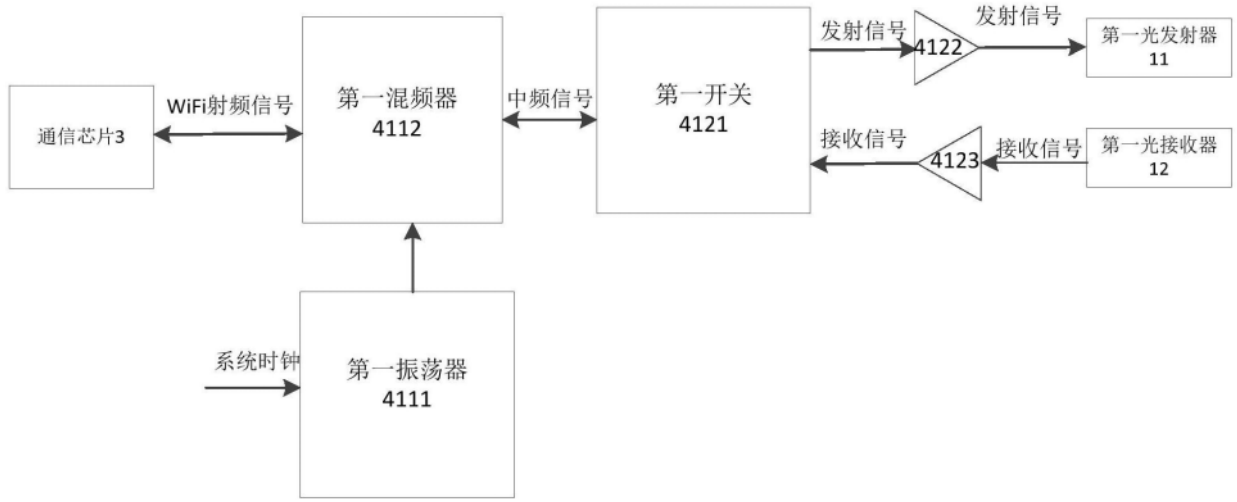 通信芯片3
WiFi射频信号
第一混频器
4112
中频信号
第一开关
4121
发射信号
4122
发射信号
第一光发射器
11
接收信号
4123
接收信号
第一光接收器
12
系统时钟
第一振荡器
4111